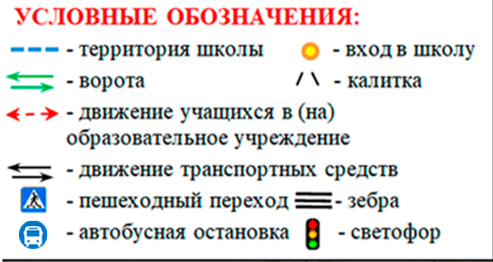 УСЛОВНЫЕ ОБОЗНАЧЕНИЯ:
- территория школы - вход в школу
- ворота - калитка
- движение учащихся в (на)
образовательное учреждение
- движение транспортных средств
- пешеходный переход - зебра
- автобусная остановка - светофор